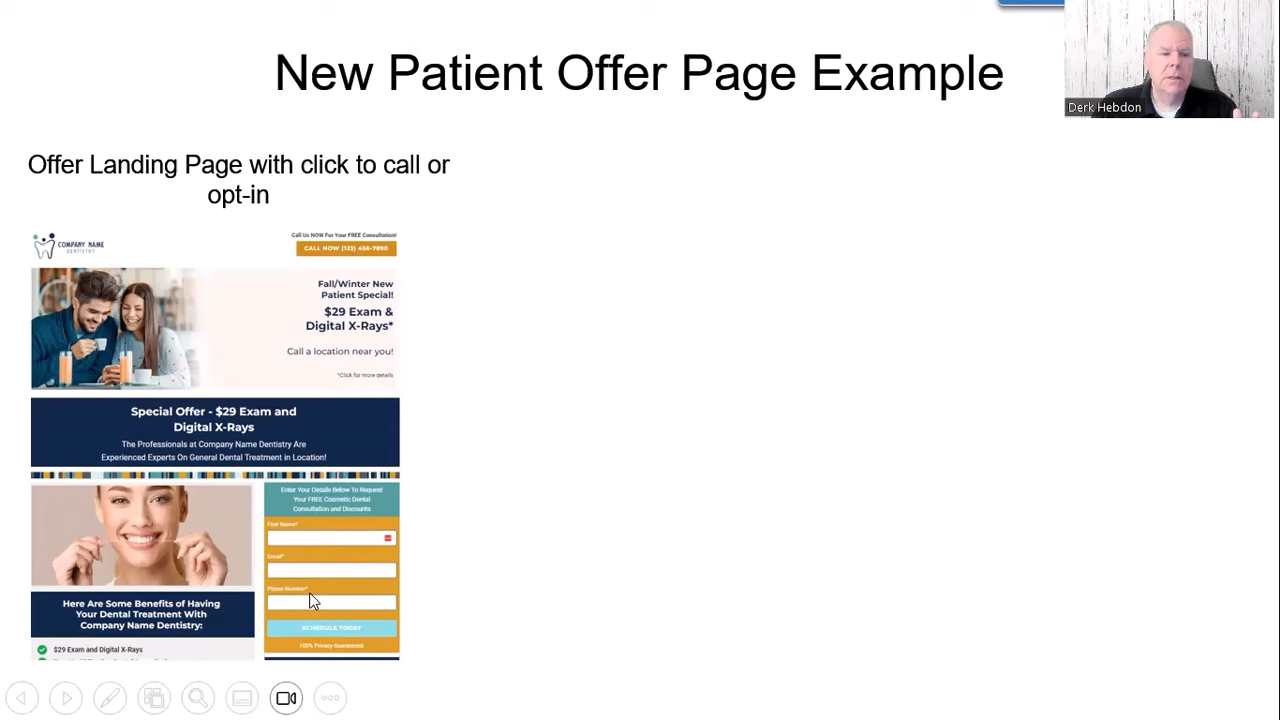 New Patient Offer Page Example
Derk Hebdon
Offer Landing Page with click to call or
opt-in
COMPANY NAME
DENTISTRY
Call Us NOW For Your FREE Consultation!
CALL NOW (123) 456-7890
Fall/Winter New
Patient Special!
$29 Exam &
Digital X-Rays*
Call a location near you!
*Click for more details
Special Offer - $29 Exam and
Digital X-Rays
The Professionals at Company Name Dentistry Are
Experienced Experts On General Dental Treatment in Location!
Enter Your Details Below To Request
Your FREE Cosmetic Dental
Consultation and Discounts
First Name*
Email*
Phone Number*
SCHEDULE TODAY
100% Privacy Guaranteed.
Here Are Some Benefits of Having
Your Dental Treatment With
Company Name Dentistry:
$29 Exam and Digital X-Rays